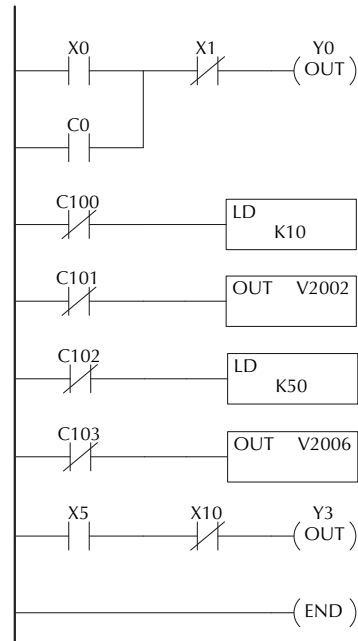 X0 X1 Y0
OUT
C0
C100
LD
K10
C101
OUT V2002
C102
LD
K50
C103
OUT V2006
X5 X10 Y3
OUT
END